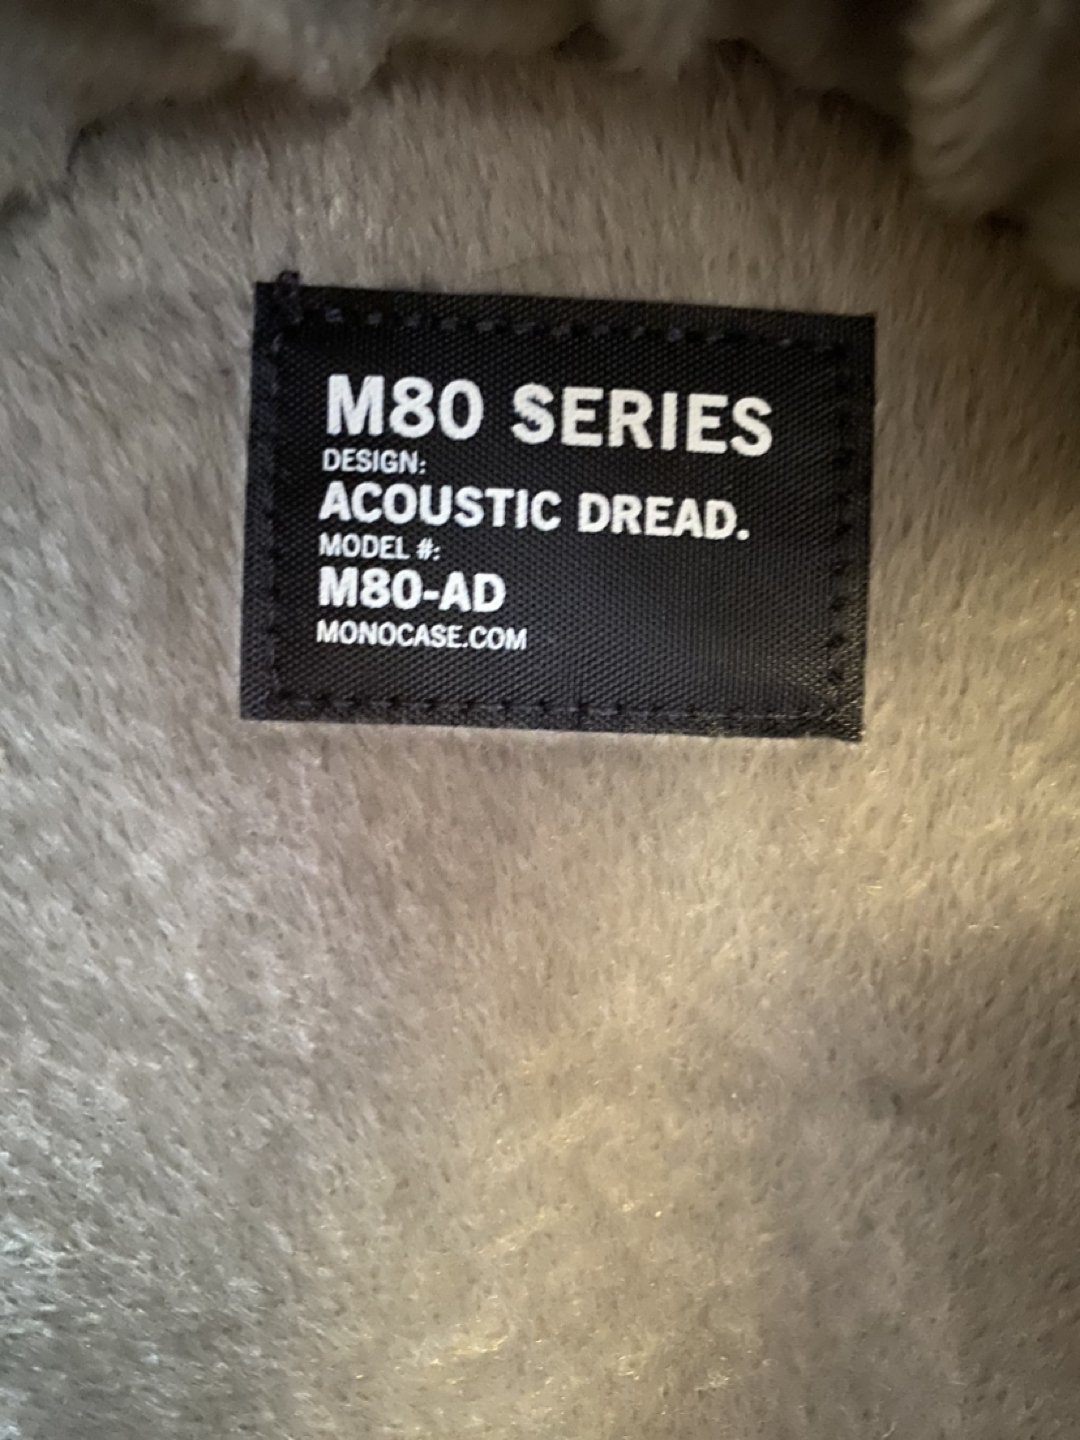 M80 SERIES
DESIGN:
ACOUSTIC DREAD.
MODEL #:
M80-AD
MONOCASE.COM